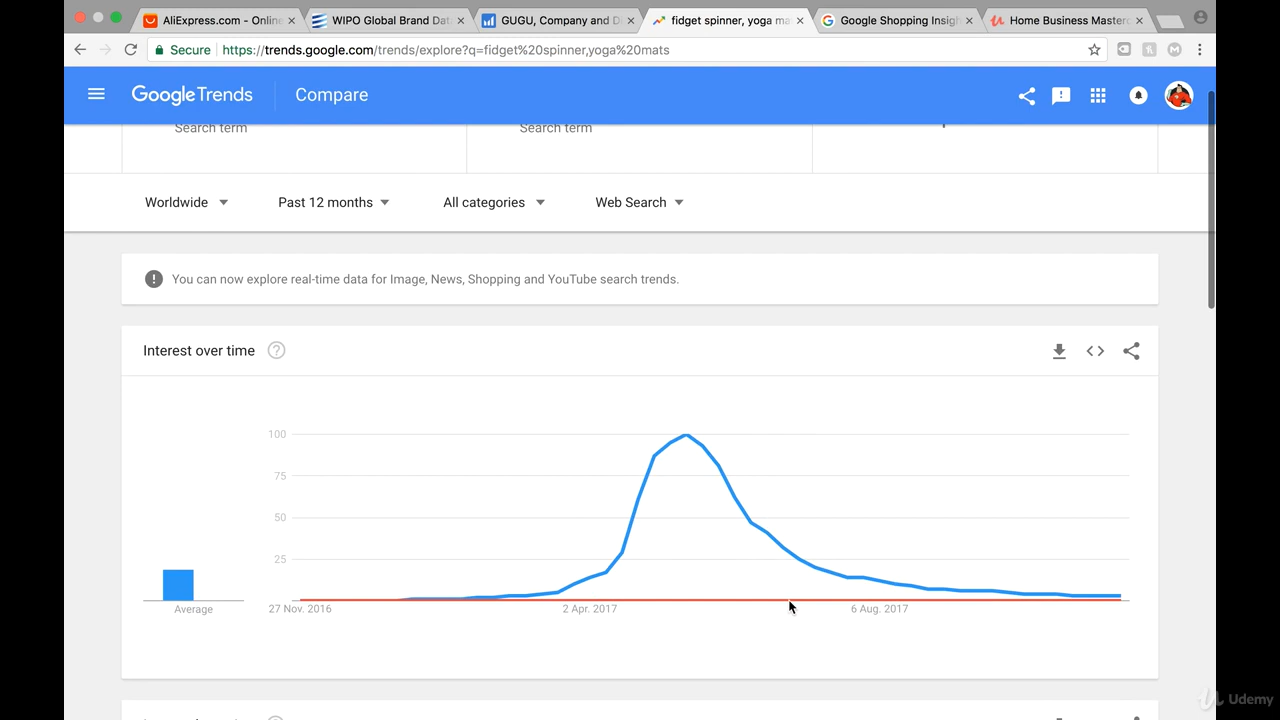 AliExpress.com - Online
WIPO Global Brand Dat
GUGU, Company and D
fidget spinner, yoga ma
Google Shopping Insigh
Home Business Masterc
Secure
https://trends.google.com/trends/explore?q=fidget%20spinner,yoga%20mats
Google Trends
Compare
Search term
Search term
Worldwide
Past 12 months
All categories
Web Search
You can now explore real-time data for Image, News, Shopping and YouTube search trends.
Interest over time
?
100
75
50
25
Average
27 Nov. 2016
2 Apr. 2017
6 Aug. 2017
Udemy